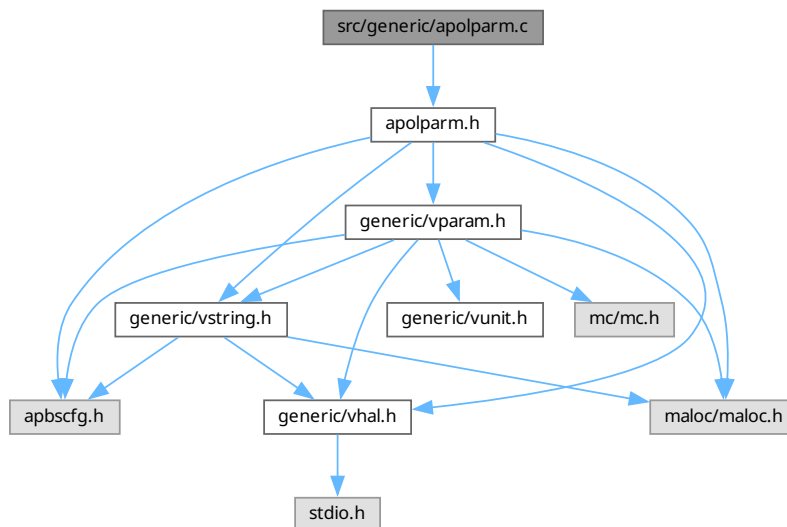 src/generic/apolparm.c
apolparm.h
generic/vparam.h
generic/vstring.h
generic/vunit.h
mc/mc.h
apbscfg.h
generic/vhal.h
maloc/maloc.h
stdio.h